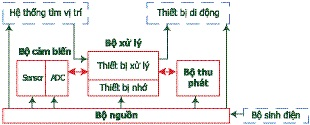 Hệ thống tìm vị trí
Thiết bị di động
Bộ cảm biến
Bộ xử lý
Sensor
ADC
Thiết bị xử lý
Thiết bị nhớ
Bộ thu
phát
Bộ nguồn
Bộ sinh điện